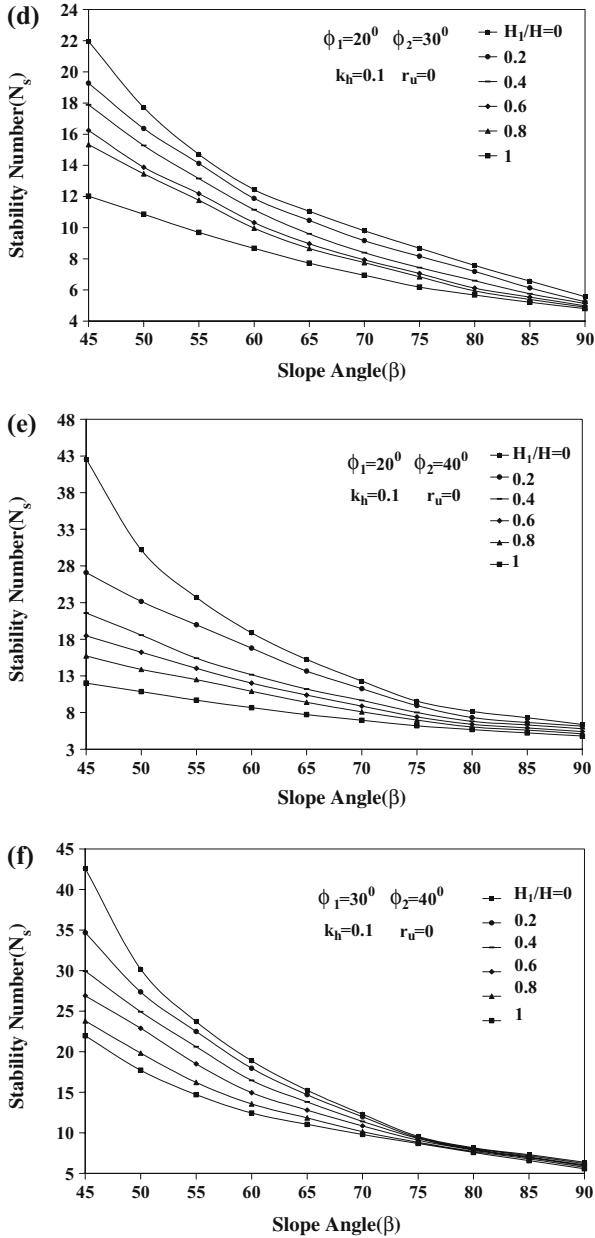 (d)
24
22
20
18
16
14
12
10
8
6
4
Stability Number(Ns)
ϕ1=20⁰ ϕ2=30⁰
kh=0.1 ru=0
H1/H=0
0.2
0.4
0.6
0.8
1
45 50 55 60 65 70 75 80 85 90
Slope Angle(β)
(e)
48
43
38
33
28
23
18
13
8
3
Stability Number(Ns)
ϕ1=20⁰ ϕ2=40⁰
kh=0.1 ru=0
H1/H=0
0.2
0.4
0.6
0.8
1
45 50 55 60 65 70 75 80 85 90
Slope Angle(β)
(f)
45
40
35
30
25
20
15
10
5
Stability Number(Ns)
ϕ1=30⁰ ϕ2=40⁰
kh=0.1 ru=0
H1/H=0
0.2
0.4
0.6
0.8
1
45 50 55 60 65 70 75 80 85 90
Slope Angle(β)